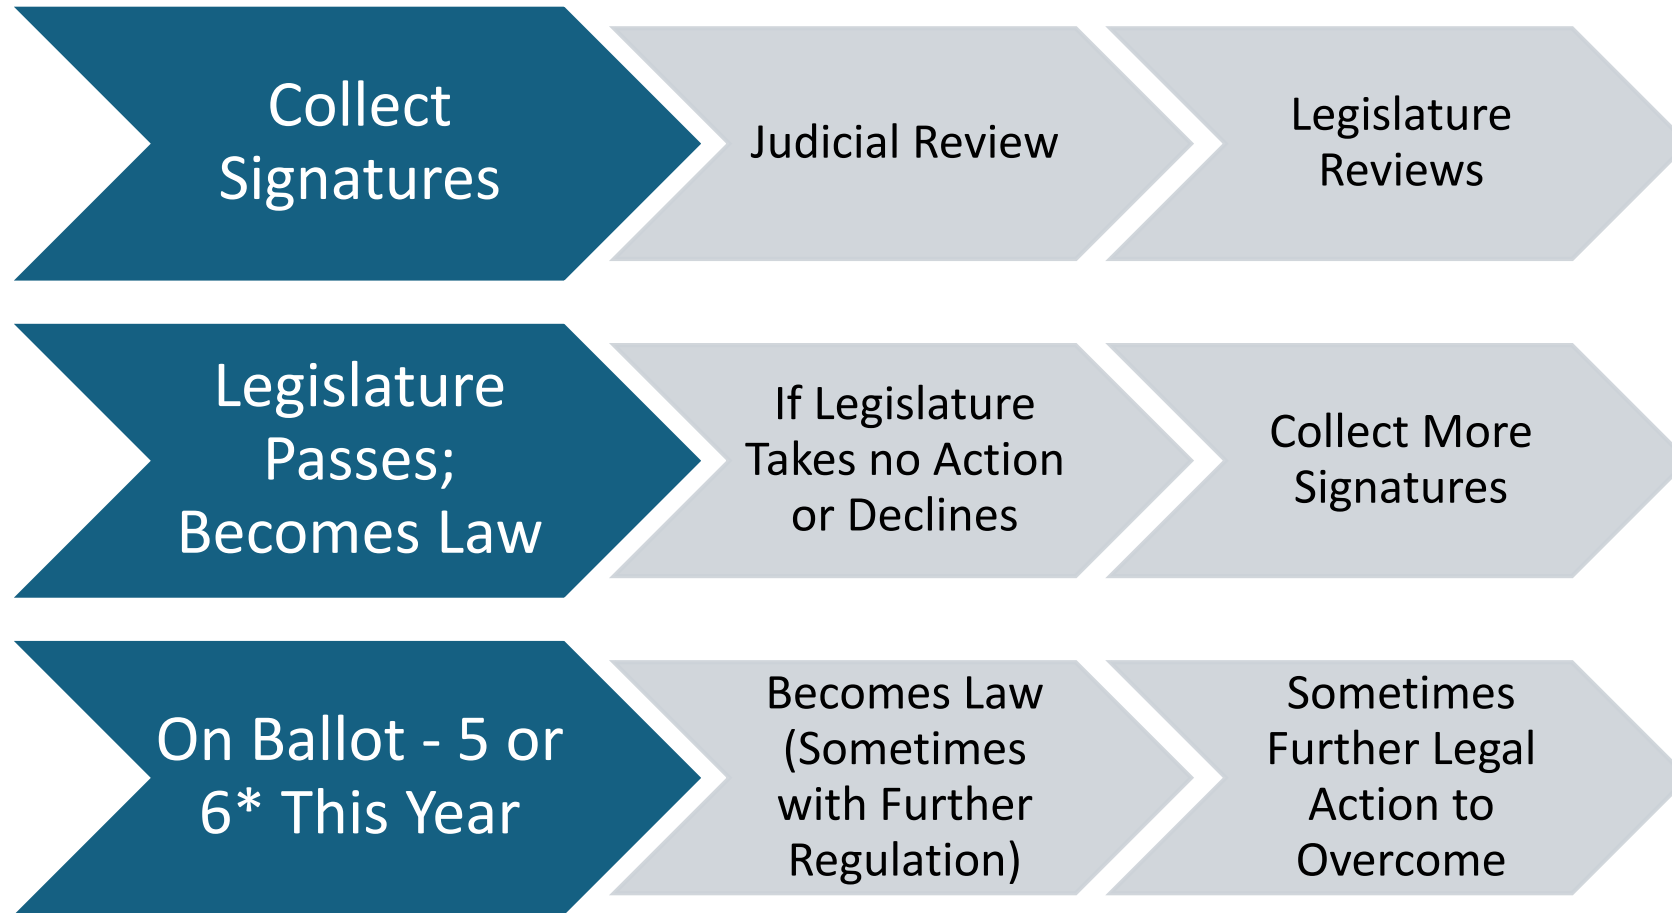 Collect
Signatures
Judicial Review
Legislature
Reviews
Legislature
Passes;
Becomes Law
If Legislature
Takes no Action
or Declines
Collect More
Signatures
On Ballot - 5 or
6* This Year
Becomes Law
(Sometimes
with Further
Regulation)
Sometimes
Further Legal
Action to
Overcome